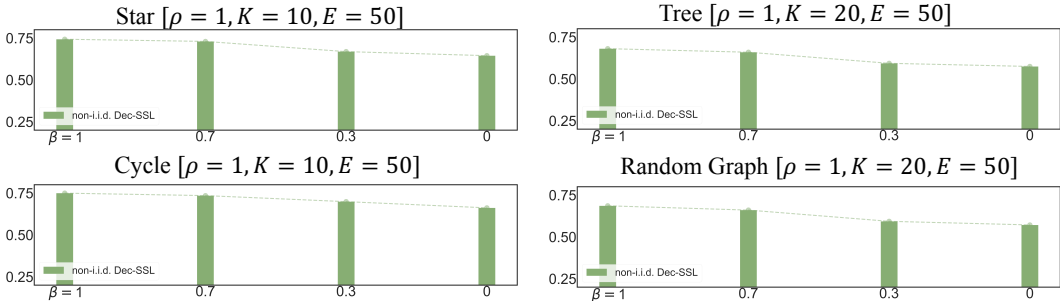 Star [ρ = 1, K = 10, E = 50]
0.75
0.50
0.25
non-i.i.d. Dec-SSL
β = 1
0.7
0.3
0
Tree [ρ = 1, K = 20, E = 50]
0.75
0.50
0.25
non-i.i.d. Dec-SSL
β = 1
0.7
0.3
0
Cycle [ρ = 1, K = 10, E = 50]
0.75
0.50
0.25
non-i.i.d. Dec-SSL
β = 1
0.7
0.3
0
Random Graph [ρ = 1, K = 20, E = 50]
0.75
0.50
0.25
non-i.i.d. Dec-SSL
β = 1
0.7
0.3
0